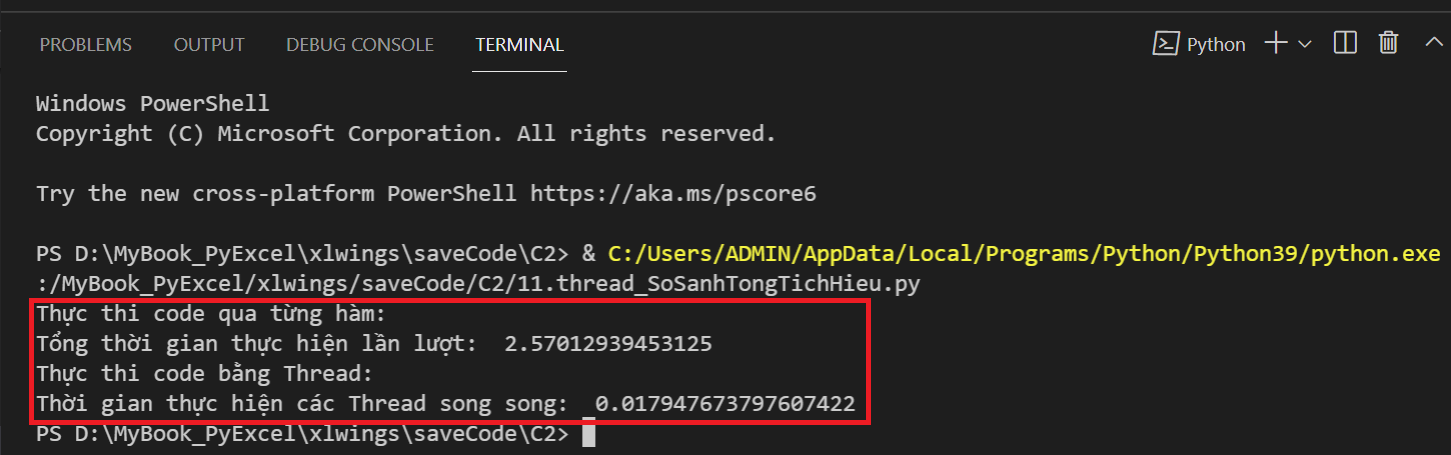 PROBLEMS OUTPUT DEBUG CONSOLE TERMINAL Python
Windows PowerShell
Copyright (C) Microsoft Corporation. All rights reserved.
Try the new cross-platform PowerShell https://aka.ms/pscore6
PS D:\MyBook_PyExcel\xlwings\saveCode\C2> & C:/Users/ADMIN/AppData/Local/Programs/Python/Python39/python.exe
:/MyBook_PyExcel/xlwings/saveCode/C2/11.thread_SoSanhTongTichHieu.py
Thực thi code qua từng hàm:
Tổng thời gian thực hiện lần lượt:  2.57012939453125
Thực thi code bằng Thread:
Thời gian thực hiện các Thread song song:  0.017947673797607422
PS D:\MyBook_PyExcel\xlwings\saveCode\C2>